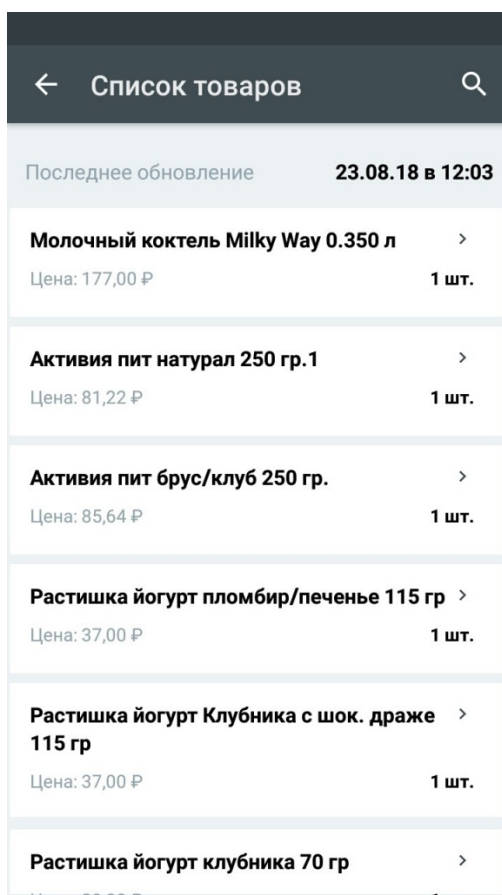 Список товаров
Последнее обновление 23.08.18 в 12:03
Молочный коктель Milky Way 0.350 л
Цена: 177,00 ₽ 1 шт.
Активия пит натурал 250 гр.1
Цена: 81,22 ₽ 1 шт.
Активия пит брус/клуб 250 гр.
Цена: 85,64 ₽ 1 шт.
Растишка йогурт пломбир/печенье 115 гр
Цена: 37,00 ₽ 1 шт.
Растишка йогурт Клубника с шок. драже
115 гр
Цена: 37,00 ₽ 1 шт.
Растишка йогурт клубника 70 гр